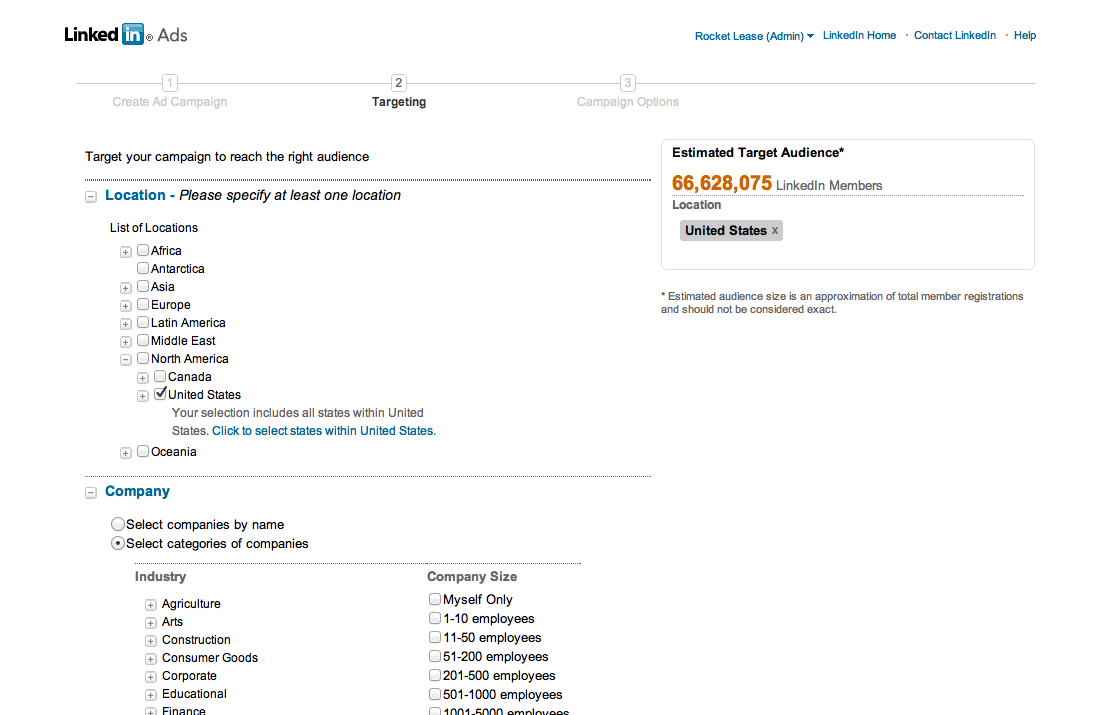 Linked in ® Ads
Rocket Lease (Admin) LinkedIn Home · Contact LinkedIn · Help
1 2 3
Create Ad Campaign Targeting Campaign Options
Target your campaign to reach the right audience
Location - Please specify at least one location
List of Locations
Africa
Antarctica
Asia
Europe
Latin America
Middle East
North America
Canada
United States
Your selection includes all states within United
States. Click to select states within United States.
Oceania
Company
Select companies by name
Select categories of companies
Industry
Agriculture
Arts
Construction
Consumer Goods
Corporate
Educational
Finance
Company Size
Myself Only
1-10 employees
11-50 employees
51-200 employees
201-500 employees
501-1000 employees
1001-5000 employees
Estimated Target Audience*
66,628,075 LinkedIn Members
Location
United States x
* Estimated audience size is an approximation of total member registrations
and should not be considered exact.